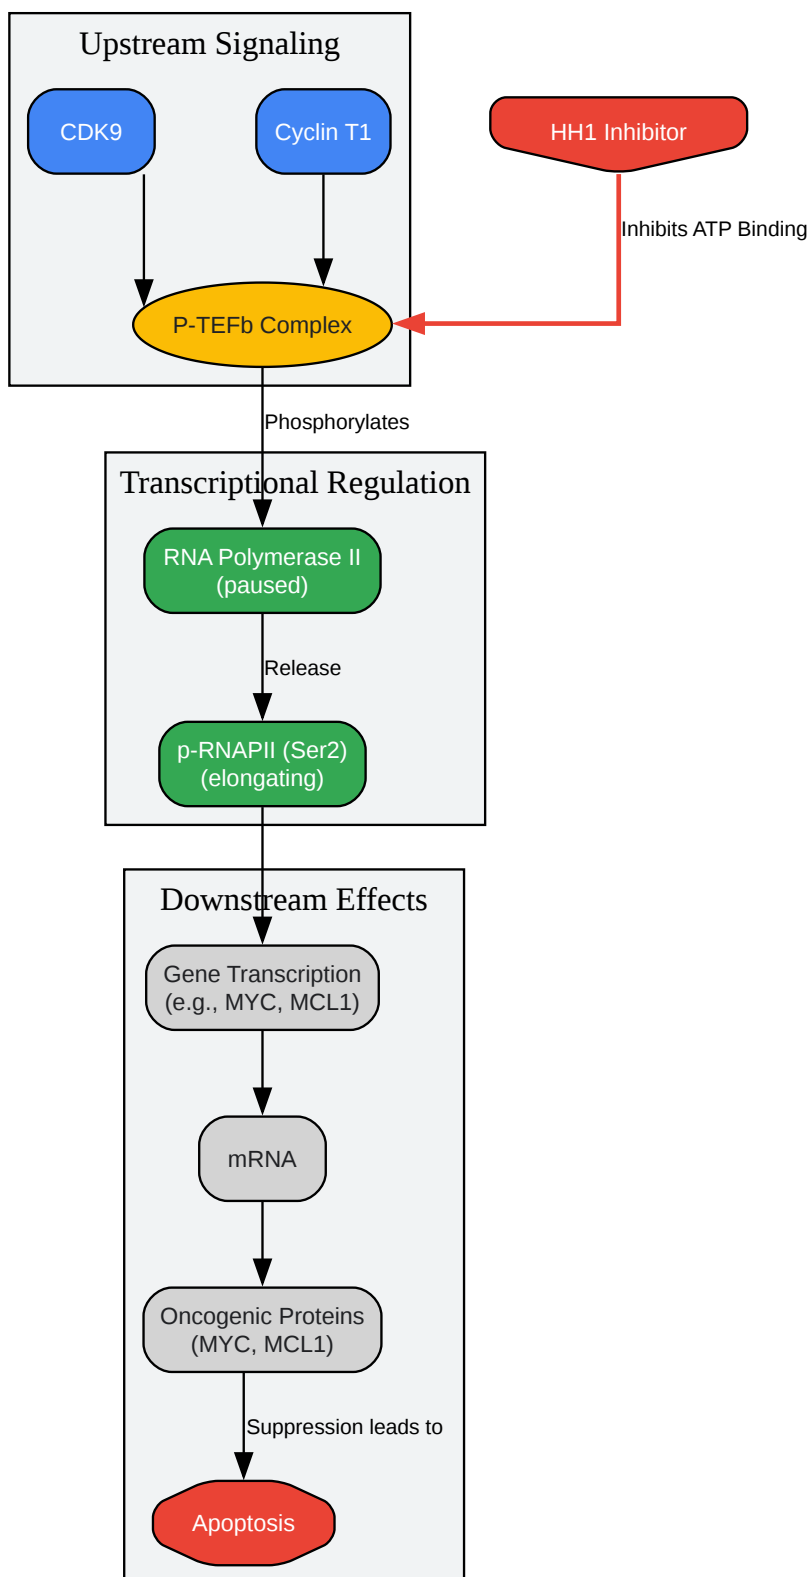 Upstream Signaling
CDK9
Cyclin T1
HH1 Inhibitor
Inhibits ATP Binding
P-TEFb Complex
Phosphorylates
Transcriptional Regulation
RNA Polymerase II
(paused)
Release
p-RNAPII (Ser2)
(elongating)
Downstream Effects
Gene Transcription
(e.g., MYC, MCL1)
mRNA
Oncogenic Proteins
(MYC, MCL1)
Suppression leads to
Apoptosis